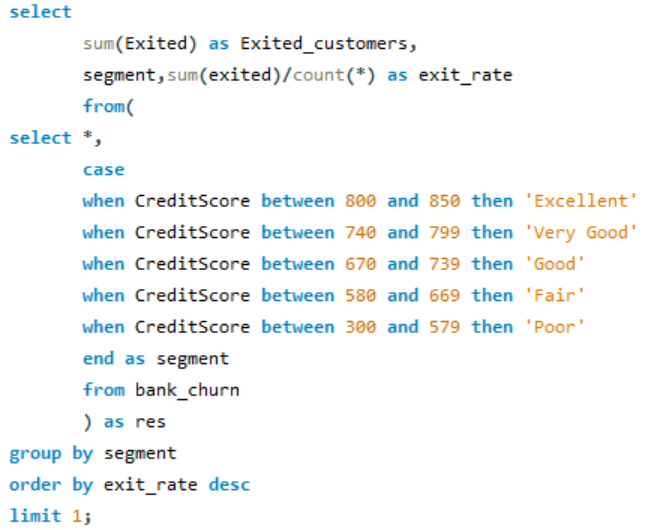 select
sum(Exited) as Exited_customers,
segment,sum(exited)/count(*) as exit_rate
from(
select *,
case
when CreditScore between 800 and 850 then 'Excellent'
when CreditScore between 740 and 799 then 'Very Good'
when CreditScore between 670 and 739 then 'Good'
when CreditScore between 580 and 669 then 'Fair'
when CreditScore between 300 and 579 then 'Poor'
end as segment
from bank_churn
) as res
group by segment
order by exit_rate desc
limit 1;